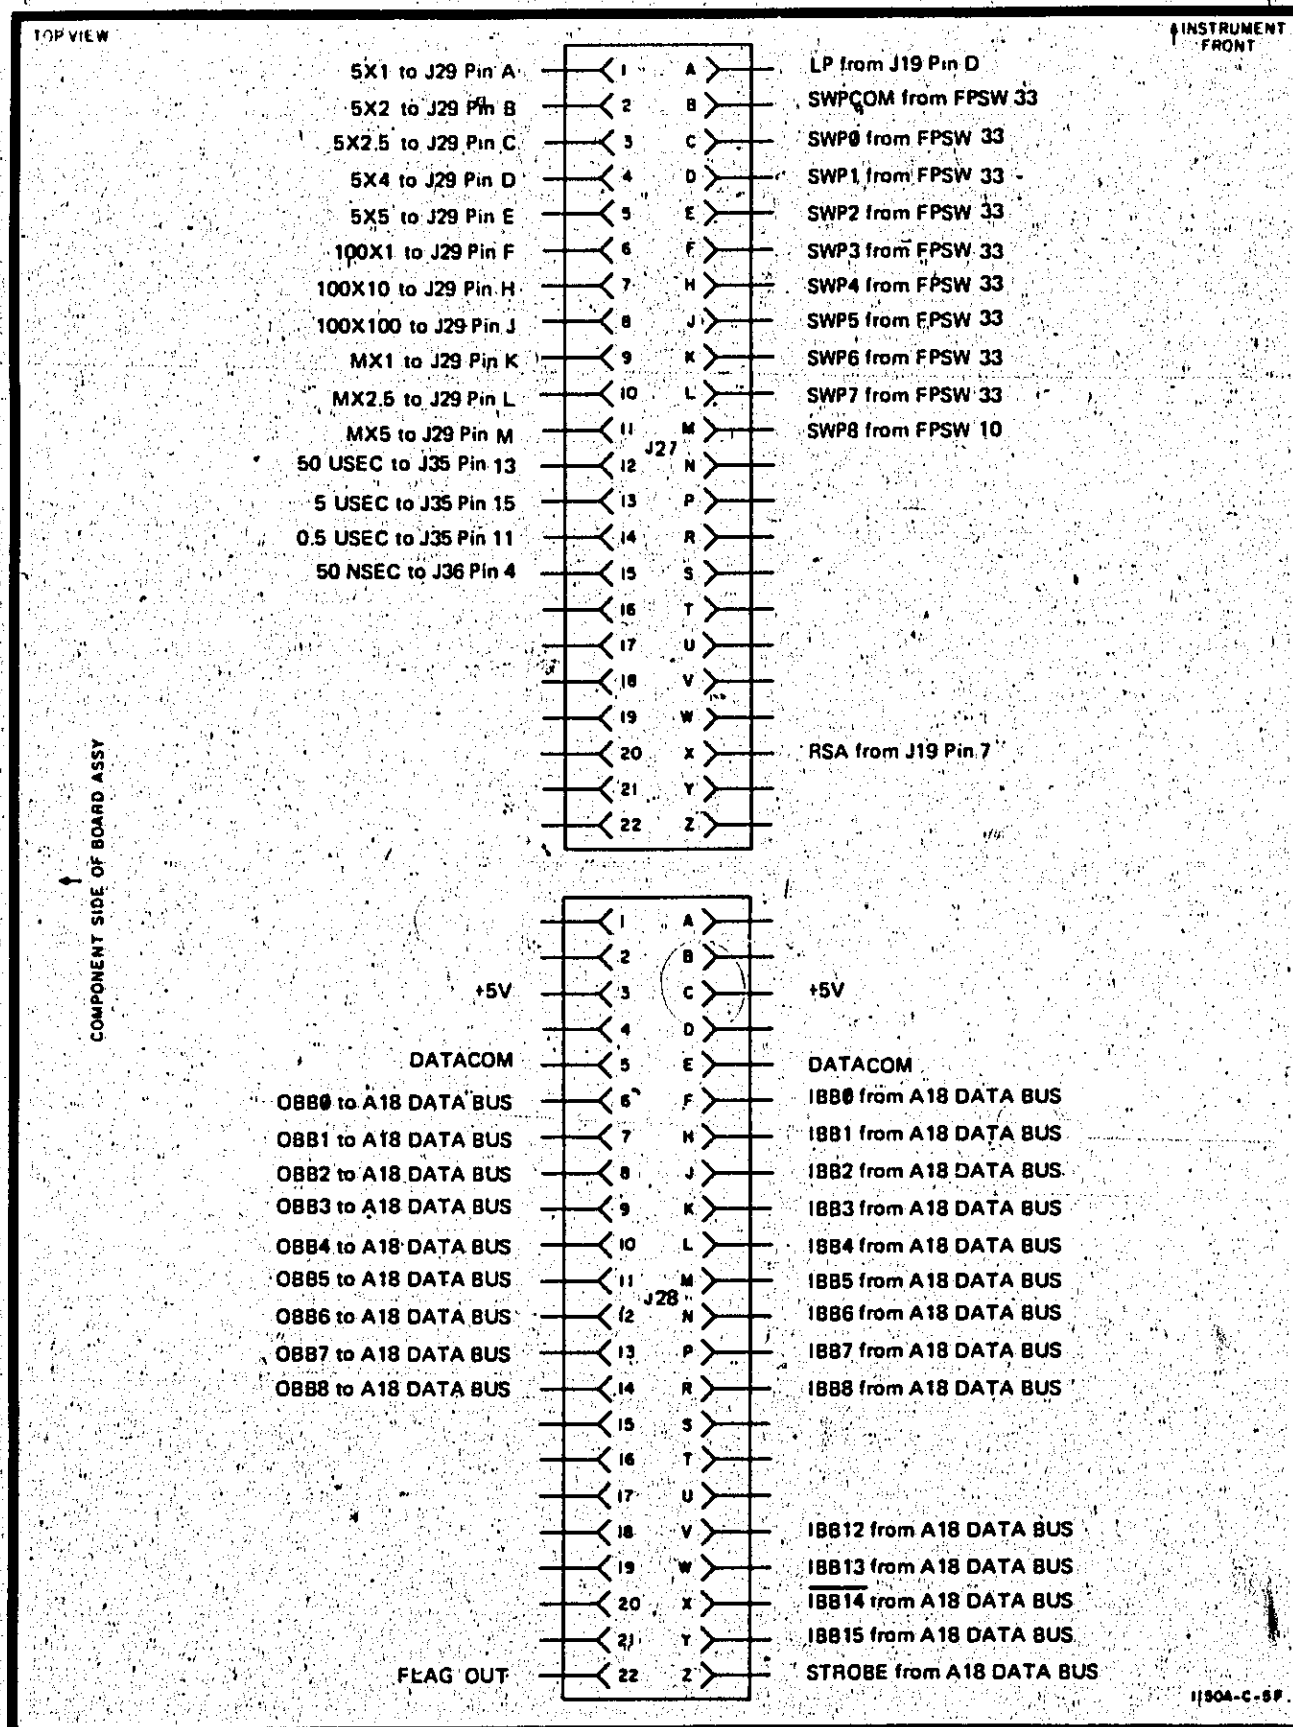 TOP VIEW
INSTRUMENT
FRONT
5X1 to J29 Pin A 1 A LP from J19 Pin D
5X2 to J29 Pin B 2 B SWPCOM from FPSW 33
5X2.5 to J29 Pin C 3 C SWP0 from FPSW 33
5X4 to J29 Pin D 4 D SWP1 from FPSW 33
5X5 to J29 Pin E 5 E SWP2 from FPSW 33
100X1 to J29 Pin F 6 F SWP3 from FPSW 33
100X10 to J29 Pin H 7 H SWP4 from FPSW 33
100X100 to J29 Pin J 8 J SWP5 from FPSW 33
MX1 to J29 Pin K 9 K SWP6 from FPSW 33
MX2.5 to J29 Pin L 10 L SWP7 from FPSW 33
MX5 to J29 Pin M 11 M SWP8 from FPSW 10
J27
50 USEC to J35 Pin 13 12 N
5 USEC to J35 Pin 15 13 P
0.5 USEC to J35 Pin 11 14 R
50 NSEC to J36 Pin 4 15 S
16 T
17 U
18 V
19 W
20 X RSA from J19 Pin 7
21 Y
22 Z
COMPONENT SIDE OF BOARD ASSY
1 A
2 B
+5V 3 C +5V
4 D
DATACOM 5 E DATACOM
OBB0 to A18 DATA BUS 6 F IBB0 from A18 DATA BUS
OBB1 to A18 DATA BUS 7 H IBB1 from A18 DATA BUS
OBB2 to A18 DATA BUS 8 J IBB2 from A18 DATA BUS
OBB3 to A18 DATA BUS 9 K IBB3 from A18 DATA BUS
OBB4 to A18 DATA BUS 10 L IBB4 from A18 DATA BUS
OBB5 to A18 DATA BUS 11 M IBB5 from A18 DATA BUS
J28
OBB6 to A18 DATA BUS 12 N IBB6 from A18 DATA BUS
OBB7 to A18 DATA BUS 13 P IBB7 from A18 DATA BUS
OBB8 to A18 DATA BUS 14 R IBB8 from A18 DATA BUS
15 S
16 T
17 U
18 V IBB12 from A18 DATA BUS
19 W IBB13 from A18 DATA BUS
20 X IBB14 from A18 DATA BUS
21 Y IBB15 from A18 DATA BUS
FLAG OUT 22 Z STROBE from A18 DATA BUS